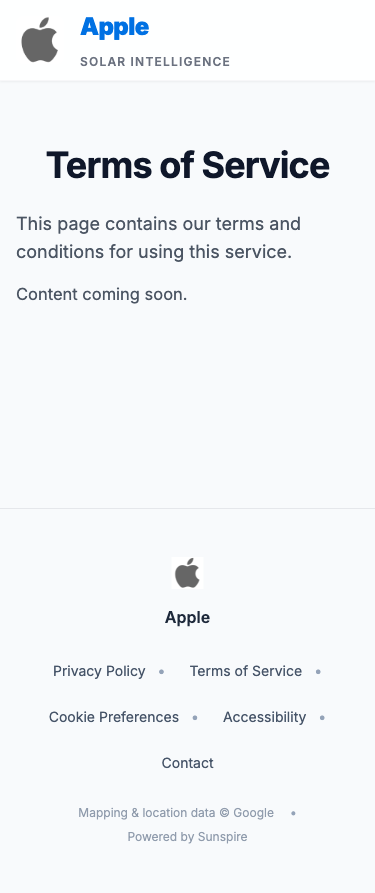 Apple
SOLAR INTELLIGENCE
Terms of Service
This page contains our terms and
conditions for using this service.
Content coming soon.
Apple
Privacy Policy • Terms of Service •
Cookie Preferences • Accessibility •
Contact
Mapping & location data © Google •
Powered by Sunspire